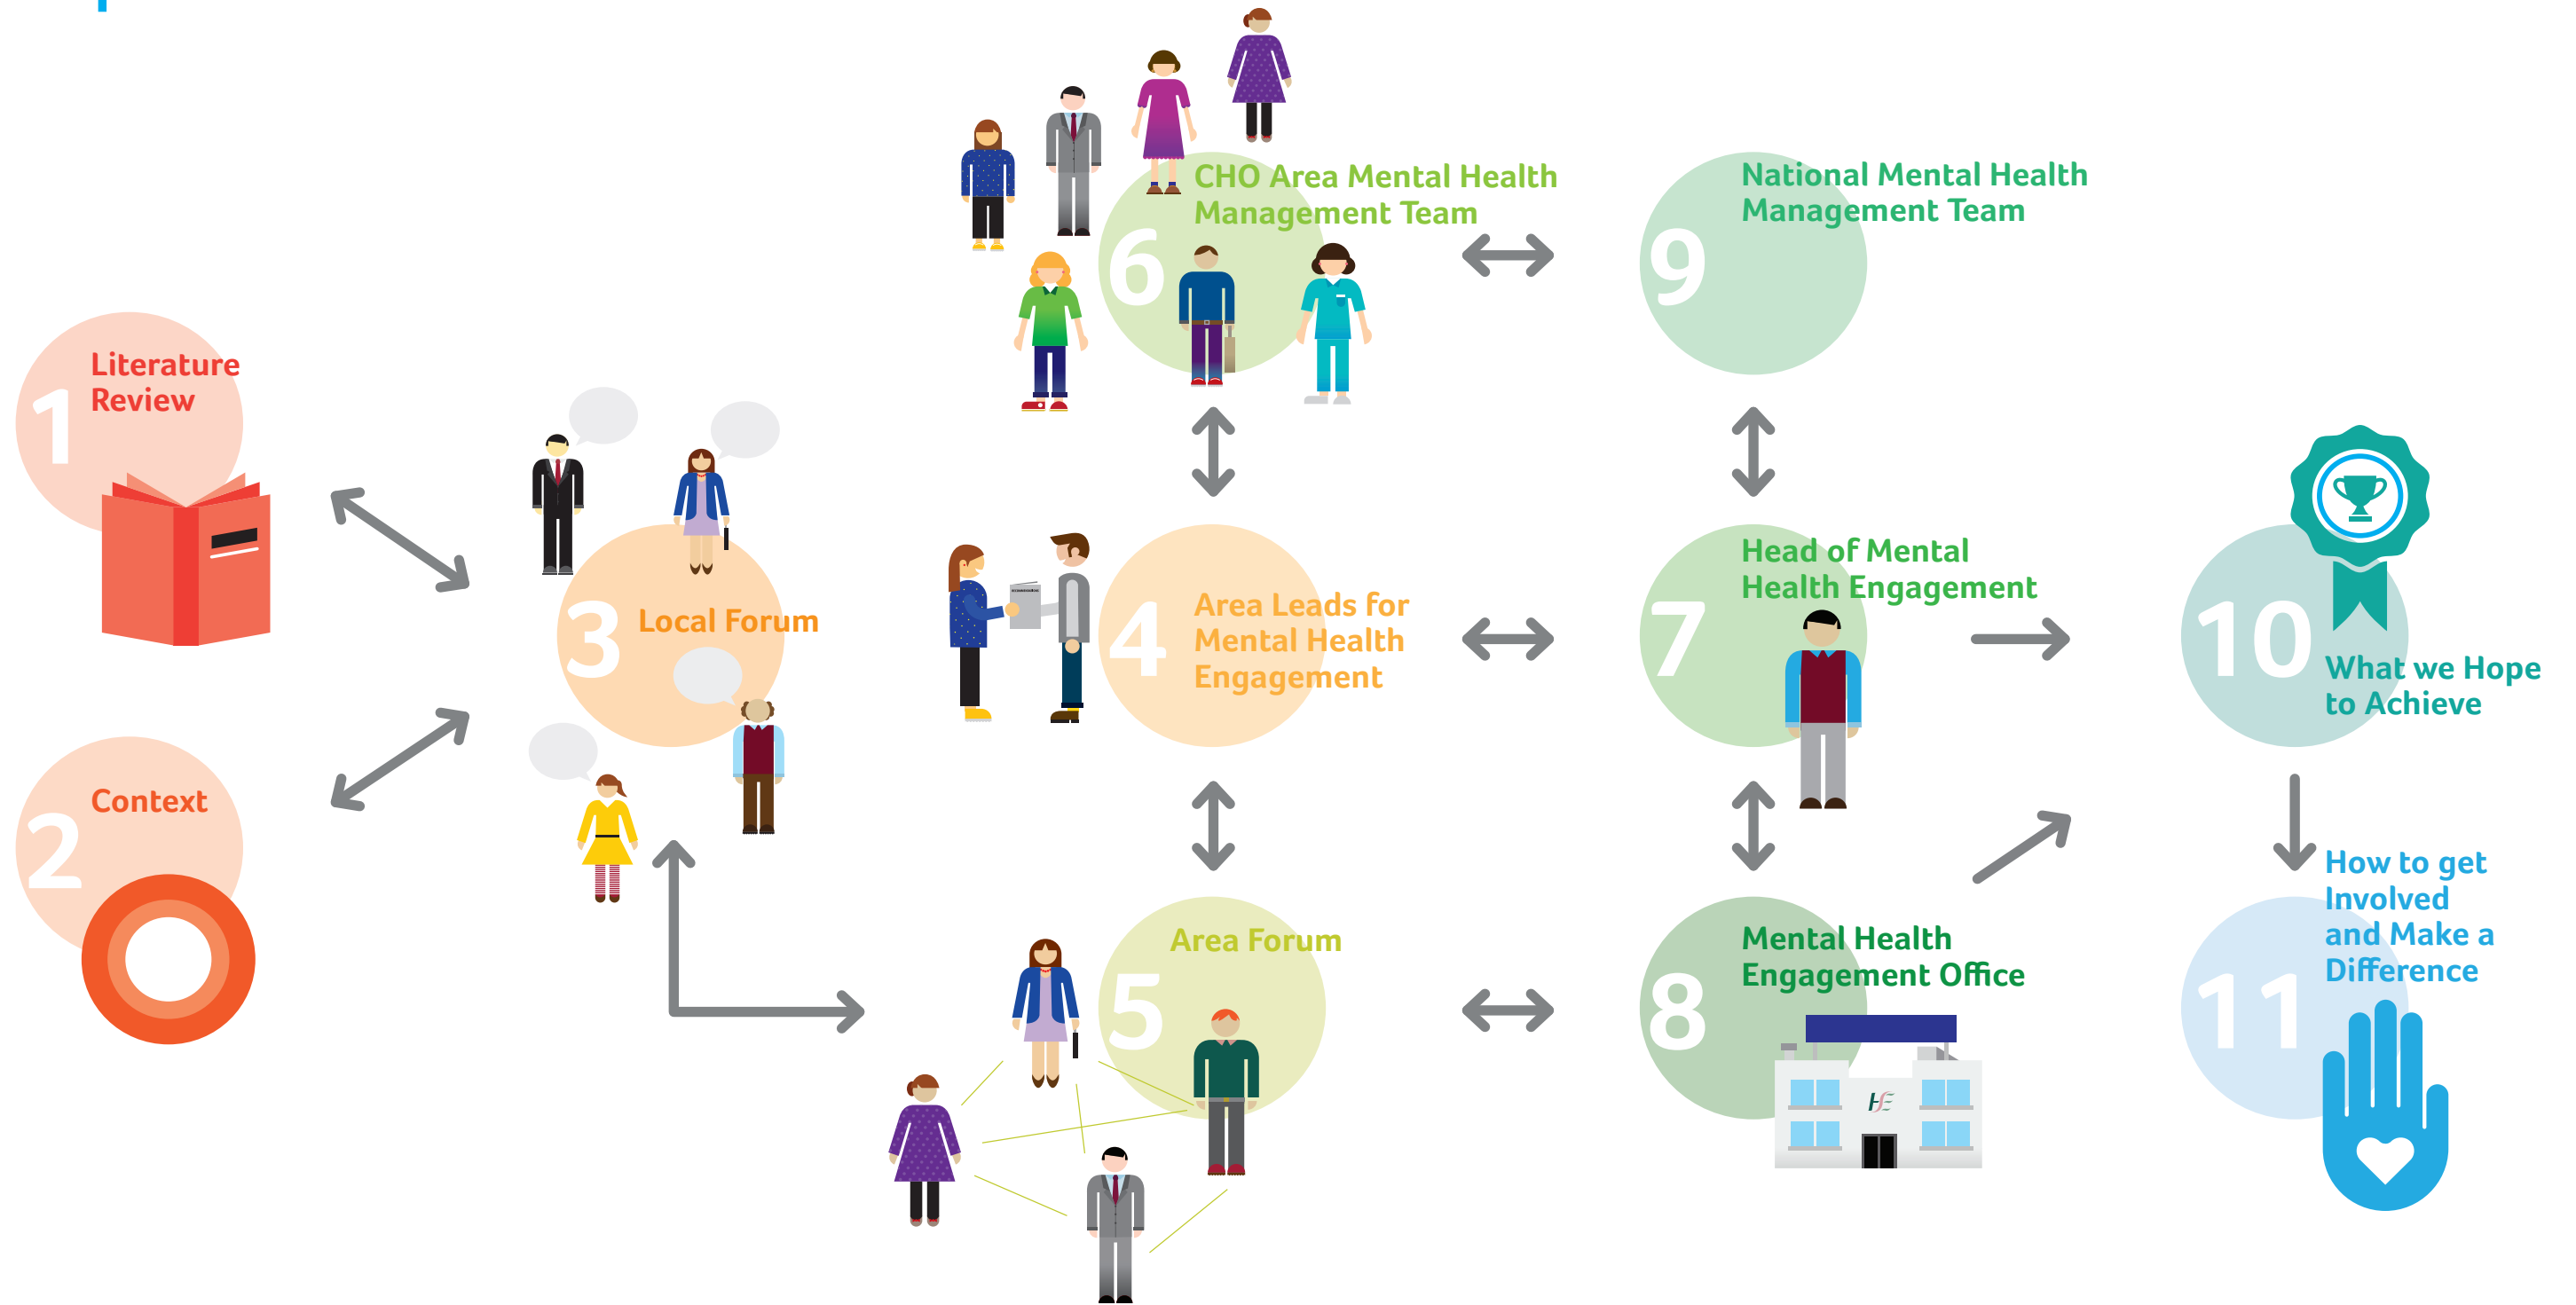 1
Literature
Review
2
Context
3
Local Forum
4
Area Leads for
Mental Health
Engagement
5
Area Forum
6
CHO Area Mental Health
Management Team
7
Head of Mental
Health Engagement
8
Mental Health
Engagement Office
HSE
9
National Mental Health
Management Team
10
What we Hope
to Achieve
11
How to get
Involved
and Make a
Difference